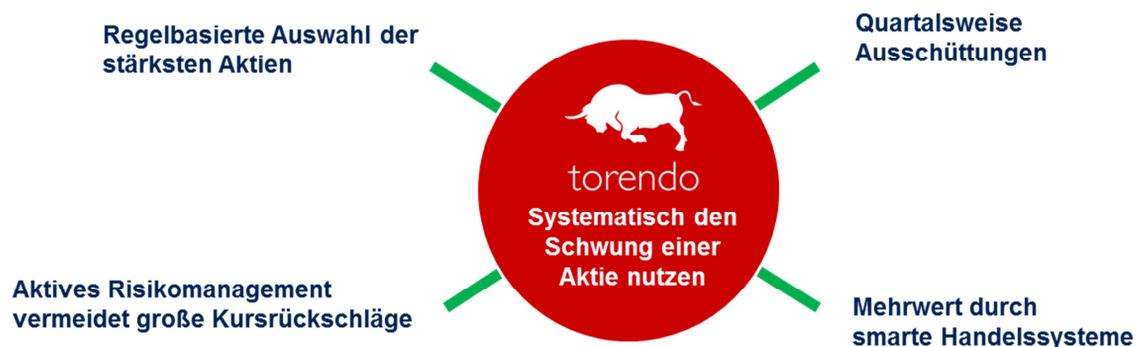 Regelbasierte Auswahl der
stärksten Aktien
Quartalsweise
Ausschüttungen
torendo
Systematisch den
Schwung einer
Aktie nutzen
Aktives Risikomanagement
vermeidet große Kursrückschläge
Mehrwert durch
smarte Handelssysteme